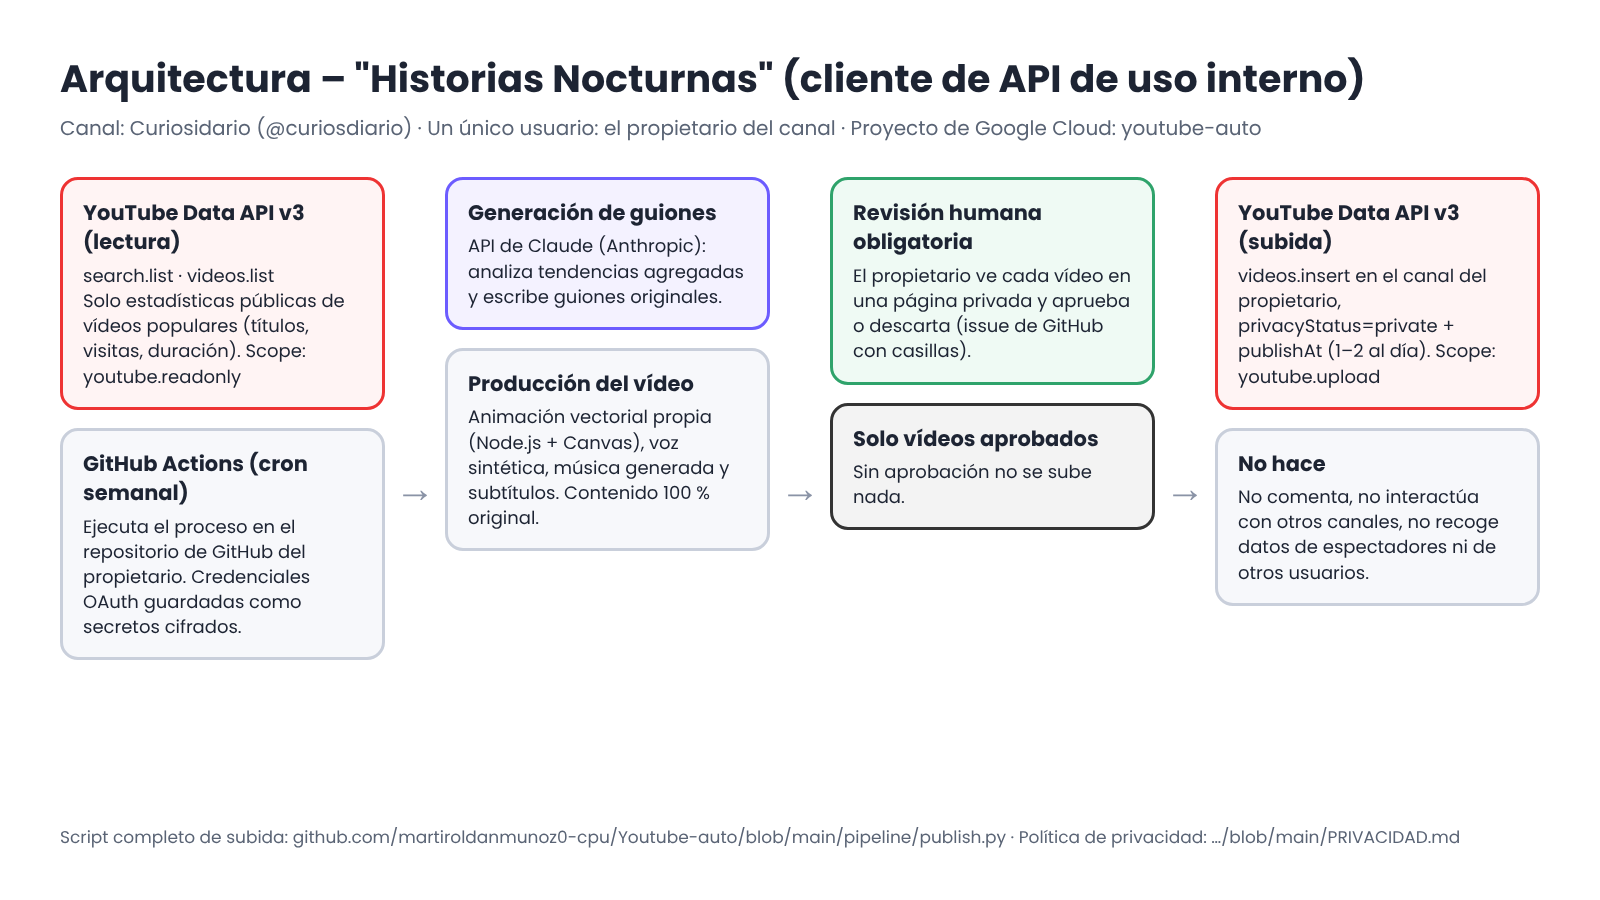 Arquitectura – "Historias Nocturnas" (cliente de API de uso interno)
Canal: Curiosidario (@curiosdiario) · Un único usuario: el propietario del canal · Proyecto de Google Cloud: youtube-auto
YouTube Data API v3
(lectura)
search.list · videos.list
Solo estadísticas públicas de
vídeos populares (títulos,
visitas, duración). Scope:
youtube.readonly
GitHub Actions (cron
semanal)
Ejecuta el proceso en el
repositorio de GitHub del
propietario. Credenciales
OAuth guardadas como
secretos cifrados.
→
Generación de guiones
API de Claude (Anthropic):
analiza tendencias agregadas
y escribe guiones originales.
Producción del vídeo
Animación vectorial propia
(Node.js + Canvas), voz
sintética, música generada y
subtítulos. Contenido 100 %
original.
→
Revisión humana
obligatoria
El propietario ve cada vídeo en
una página privada y aprueba
o descarta (issue de GitHub
con casillas).
Solo vídeos aprobados
Sin aprobación no se sube
nada.
→
YouTube Data API v3
(subida)
videos.insert en el canal del
propietario,
privacyStatus=private +
publishAt (1–2 al día). Scope:
youtube.upload
No hace
No comenta, no interactúa
con otros canales, no recoge
datos de espectadores ni de
otros usuarios.
Script completo de subida: github.com/martiroldanmunoz0-cpu/Youtube-auto/blob/main/pipeline/publish.py · Política de privacidad: …/blob/main/PRIVACIDAD.md